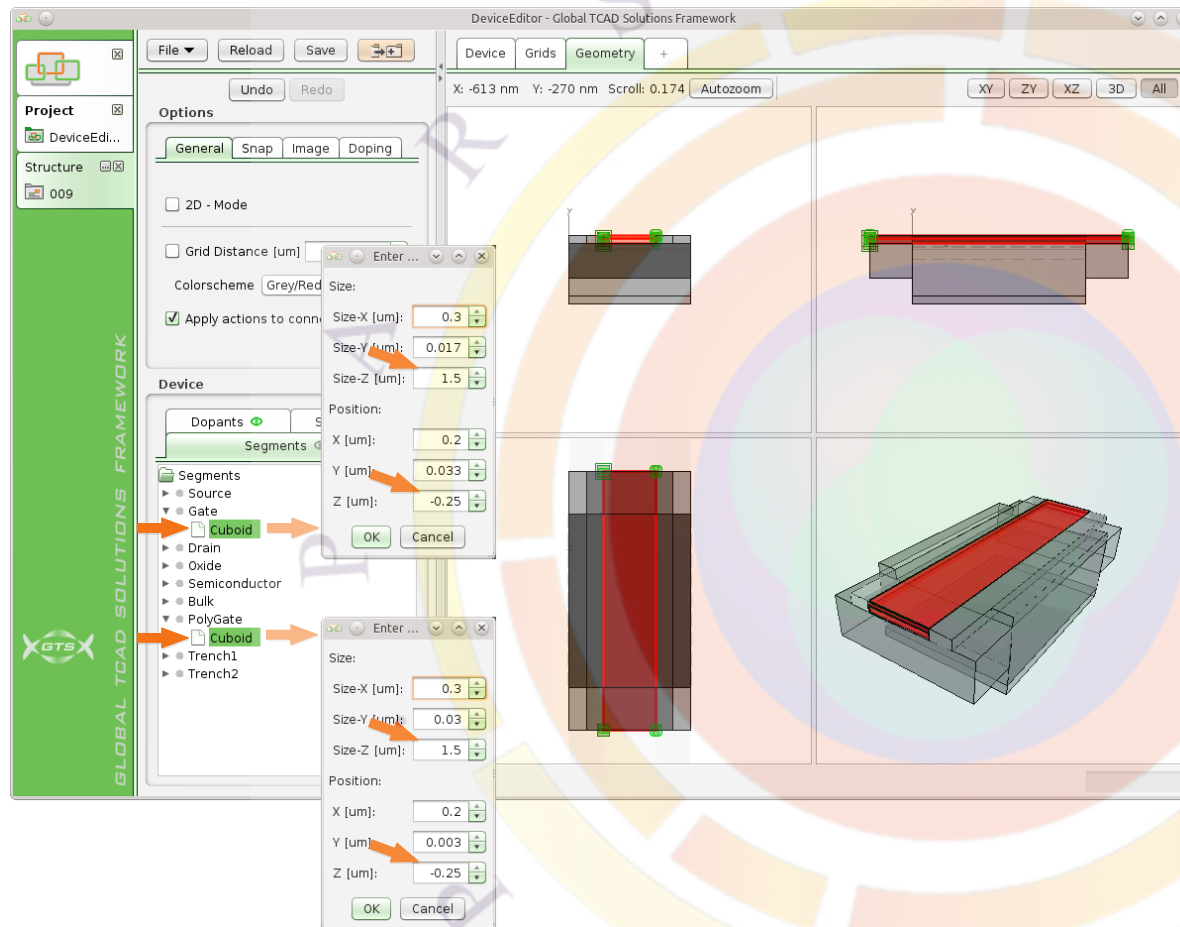 DeviceEditor - Global TCAD Solutions Framework
File Reload Save
Device Grids Geometry +
Undo Redo
X: -613 nm Y: -270 nm Scroll: 0.174 Autozoom
XY ZY XZ 3D All
Project
DeviceEdi...
Structure
009
Options
General Snap Image Doping
2D - Mode
Grid Distance [um]
Colorscheme Grey/Red
Apply actions to conn
Device
Dopants S
Segments
Segments
Source
Gate
Cuboid
Drain
Oxide
Semiconductor
Bulk
PolyGate
Cuboid
Trench1
Trench2
Enter ...
Size:
Size-X [um]: 0.3
Size-Y [um]: 0.017
Size-Z [um]: 1.5
Position:
X [um]: 0.2
Y [um]: 0.033
Z [um]: -0.25
OK Cancel
Enter ...
Size:
Size-X [um]: 0.3
Size-Y [um]: 0.03
Size-Z [um]: 1.5
Position:
X [um]: 0.2
Y [um] 0.003
Z [um]: -0.25
OK Cancel
Y
Y
GTS
GLOBAL TCAD SOLUTIONS FRAMEWORK